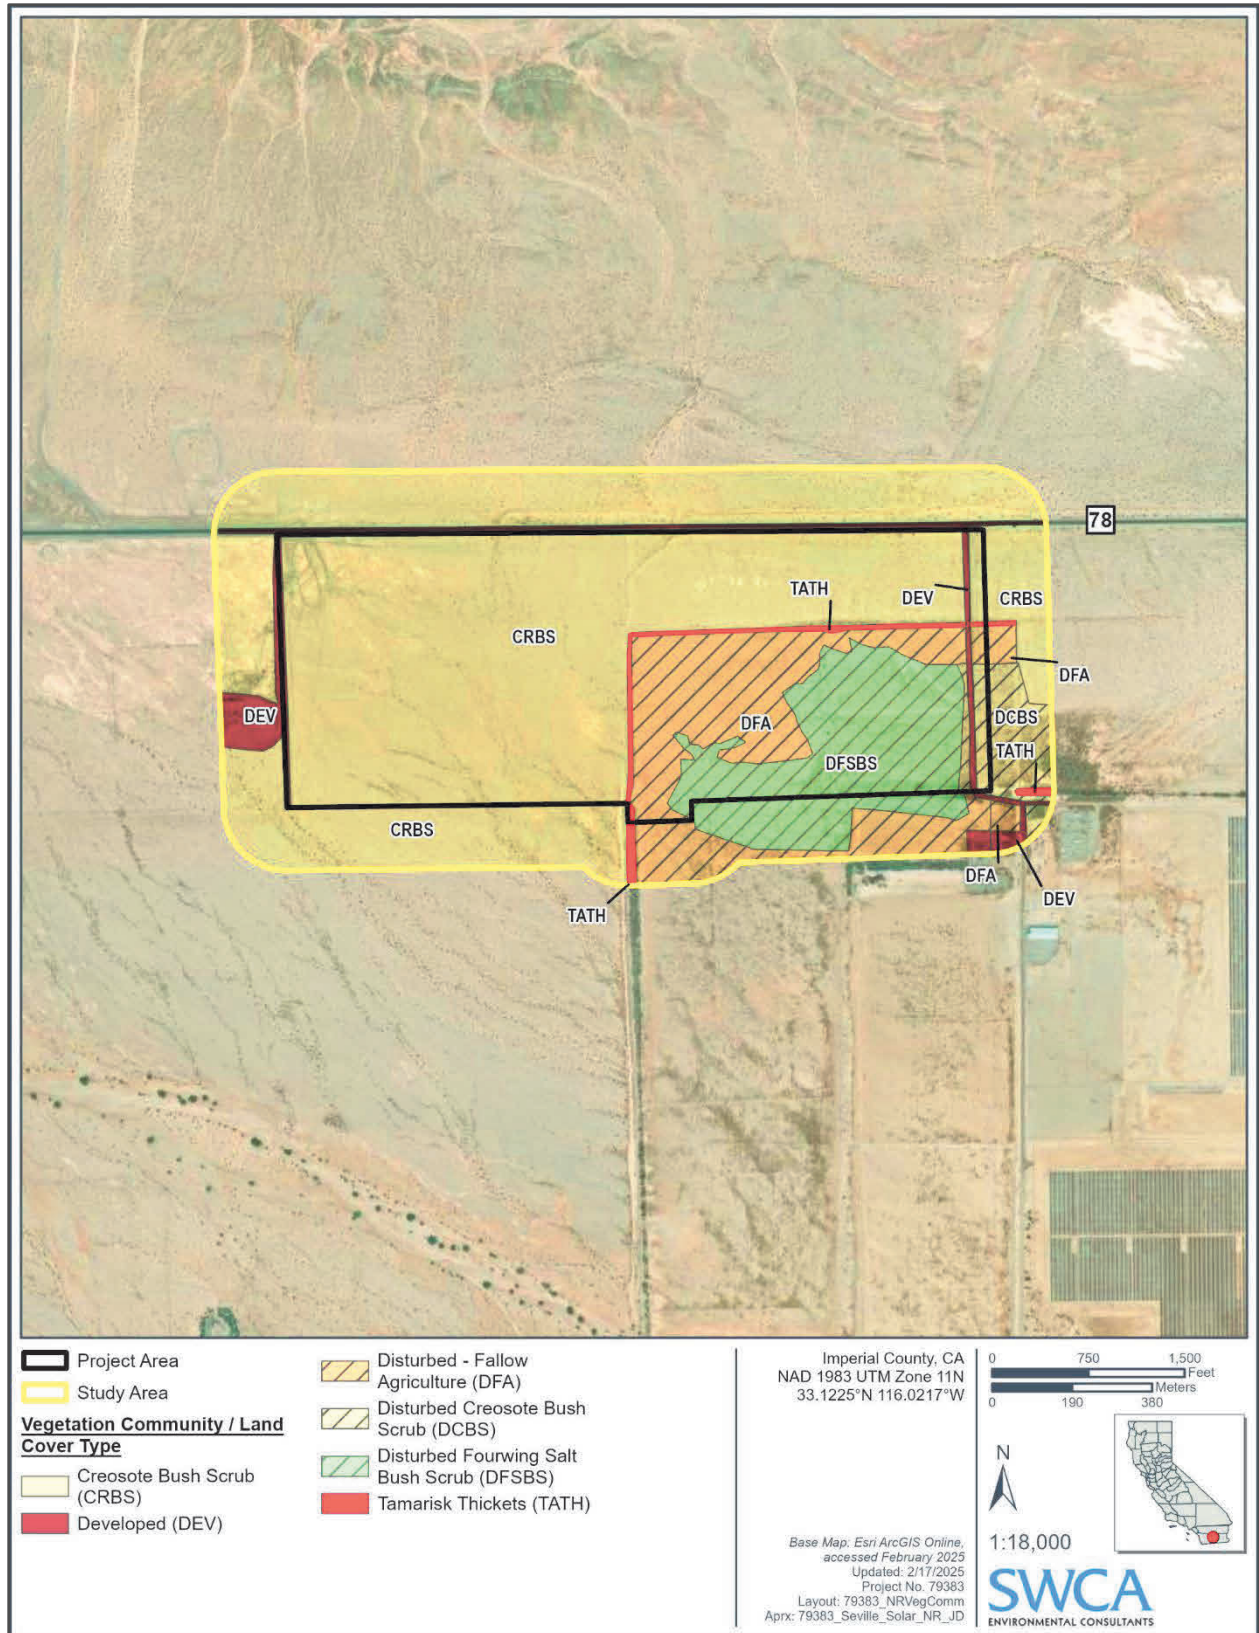 78
TATH
DEV
CRBS
CRBS
DFA
DEV
DFA
DCBS
TATH
DFSBS
CRBS
DFA
DEV
TATH
Project Area
Study Area
Vegetation Community / Land
Cover Type
Creosote Bush Scrub
(CRBS)
Developed (DEV)
Disturbed - Fallow
Agriculture (DFA)
Disturbed Creosote Bush
Scrub (DCBS)
Disturbed Fourwing Salt
Bush Scrub (DFSBS)
Tamarisk Thickets (TATH)
Imperial County, CA
NAD 1983 UTM Zone 11N
33.1225°N 116.0217°W
Base Map: Esri ArcGIS Online,
accessed February 2025
Updated: 2/17/2025
Project No. 79383
Layout: 79383_NRVegComm
Aprx: 79383_Seville_Solar_NR_JD
0 750 1,500
Feet
Meters
0 190 380
N
1:18,000
SWCA
ENVIRONMENTAL CONSULTANTS